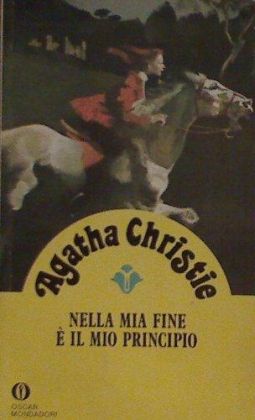 Agatha Christie
NELLA MIA FINE
È IL MIO PRINCIPIO
OSCAR
MONDADORI